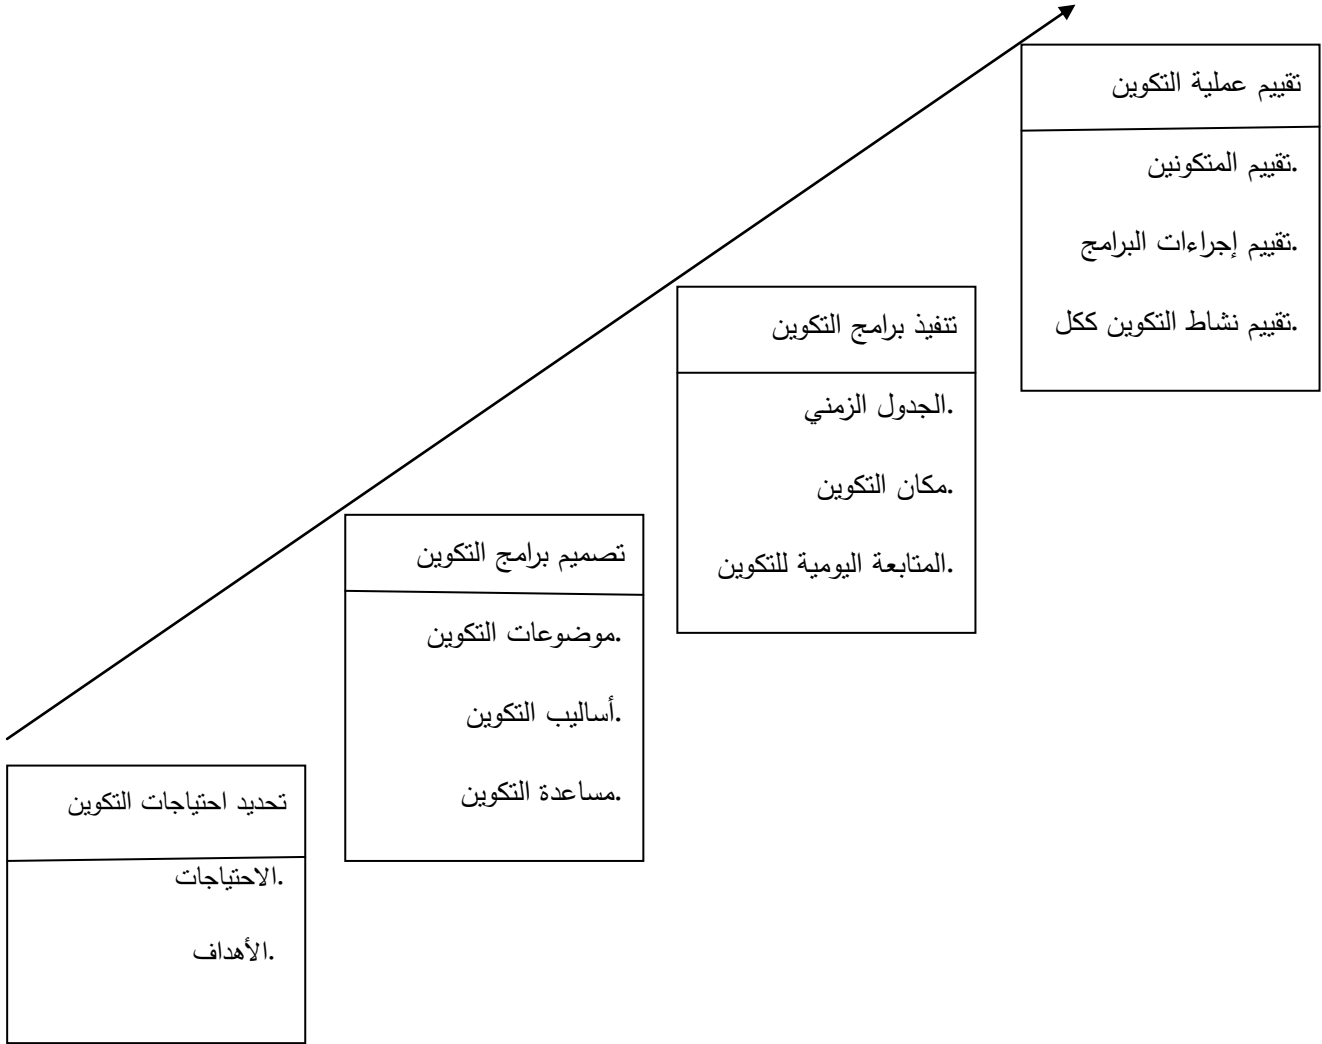 تقييم عملية التكوين
.تقييم المتكونين
.تقييم إجراءات البرامج
.تقييم نشاط التكوين ككل
تنفيذ برامج التكوين
.الجدول الزمني
.مكان التكوين
.المتابعة اليومية للتكوين
تصميم برامج التكوين
.موضوعات التكوين
.أساليب التكوين
.مساعدة التكوين
تحديد احتياجات التكوين
.الاحتياجات
.الأهداف